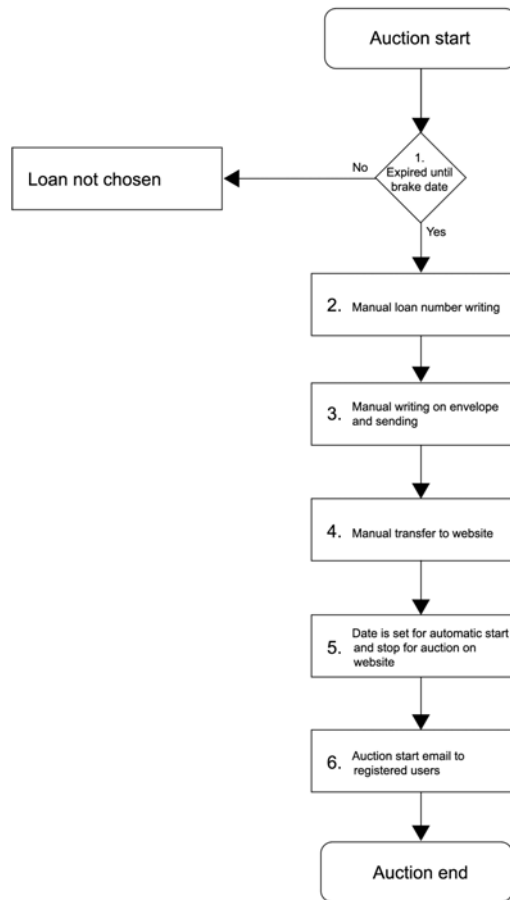 Auction start
1.
Expired until
brake date
No
Loan not chosen
Yes
2. Manual loan number writing
3. Manual writing on envelope
and sending
4. Manual transfer to website
5. Date is set for automatic start
and stop for auction on
website
6. Auction start email to
registered users
Auction end